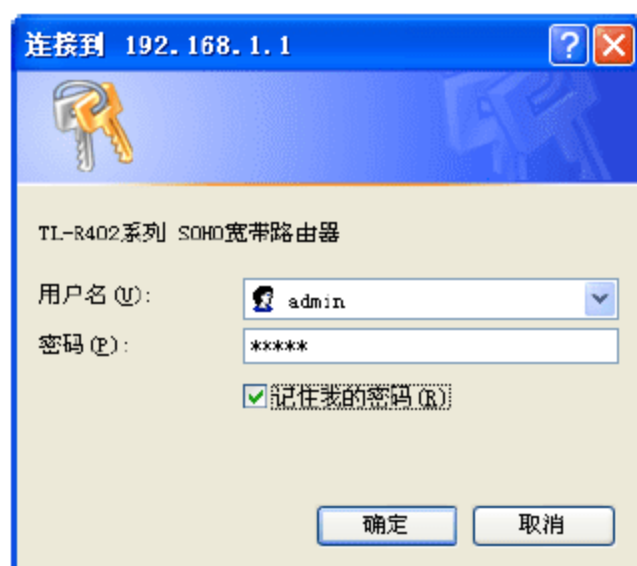 连接到 192.168.1.1
TL-R402系列 SOHO宽带路由器
用户名(U): admin
密码(P): *****
记住我的密码(R)
确定 取消